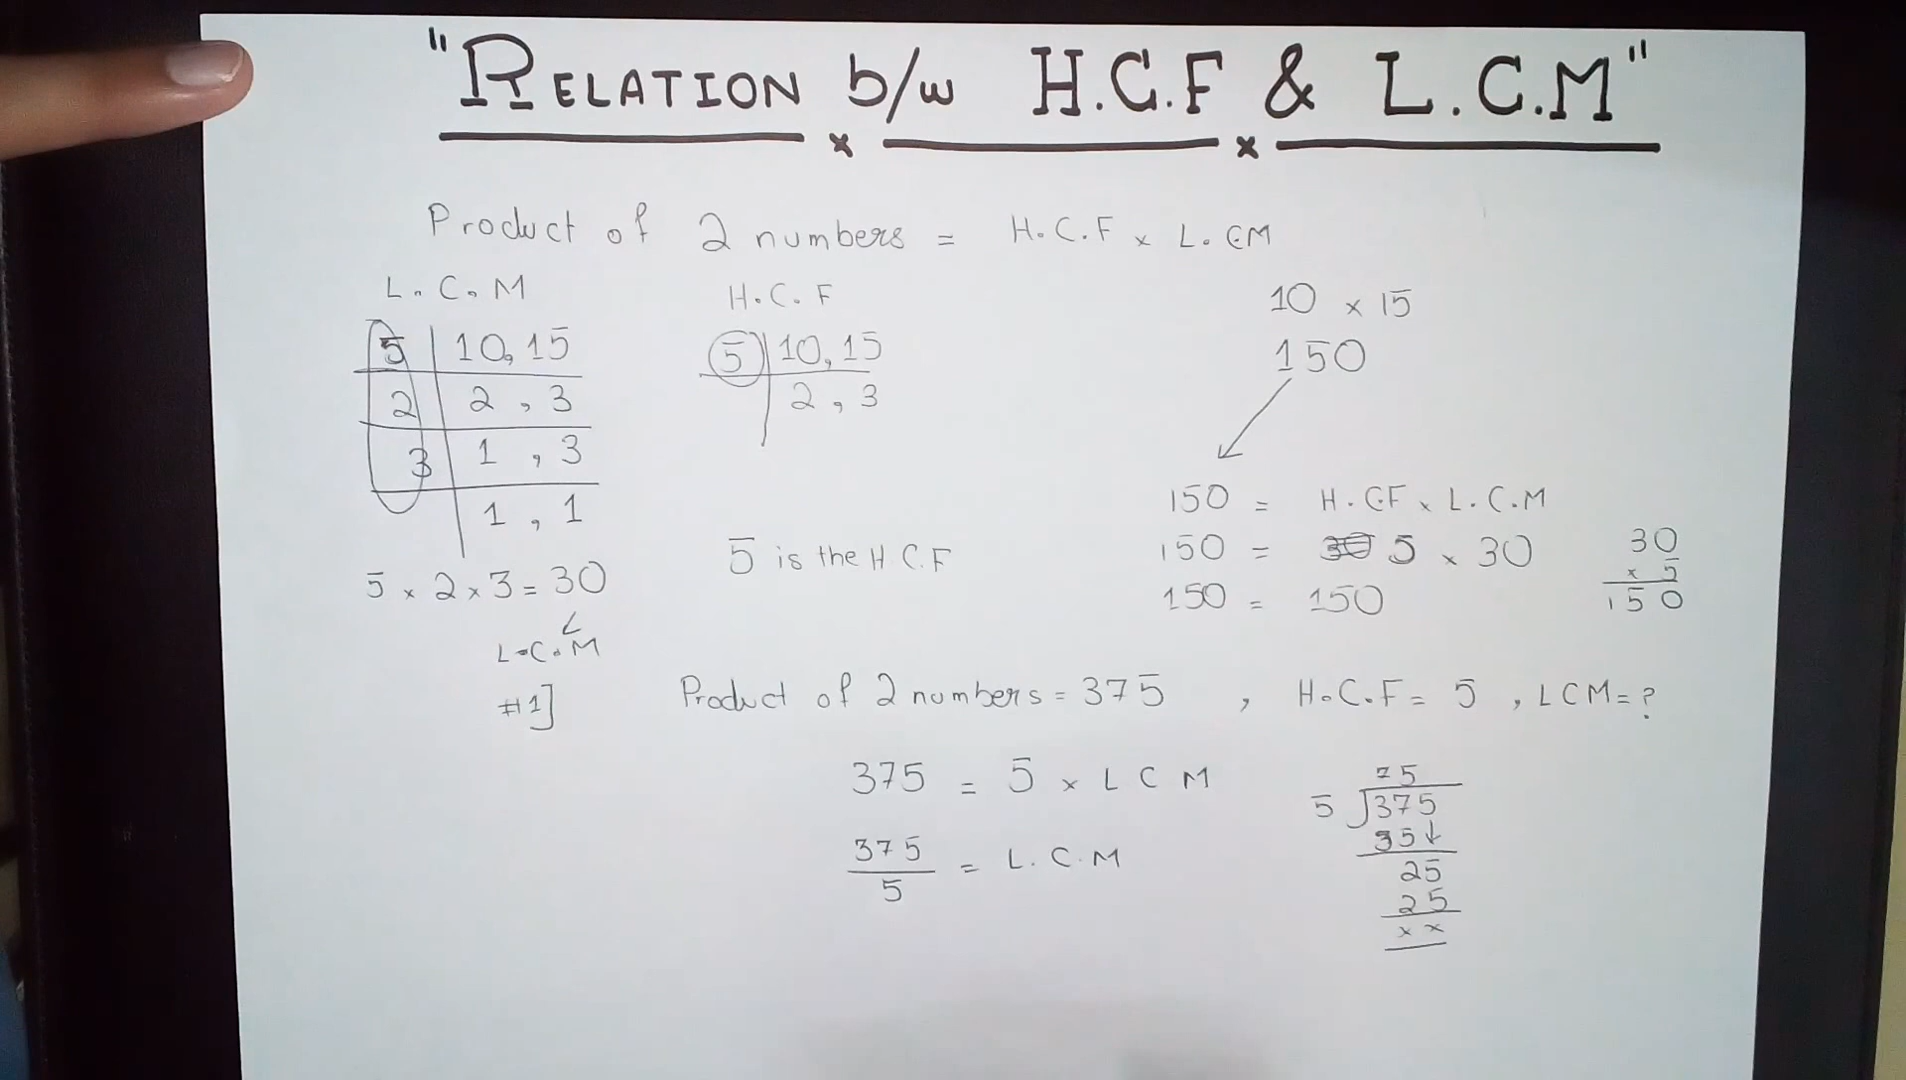 "RELATION b/w H.C.F & L.C.M"
x x
Product of 2 numbers = H.C.F x L.CM
L.C.M
5 | 10, 15
2 | 2, 3
3 | 1, 3
1, 1
5 x 2 x 3 = 30
L.C.M
H.C.F
5 | 10, 15
2, 3
5 is the H C.F
10 x 15
150
150 = H.CF x L.C.M
150 = 5 x 30
150 = 150
30
x 5
150
#1]
Product of 2 numbers = 375 , H.C.F = 5 , LCM = ?
375 = 5 x L C M
375
5
= L.C.M
75
5 375
35↓
25
25
x x